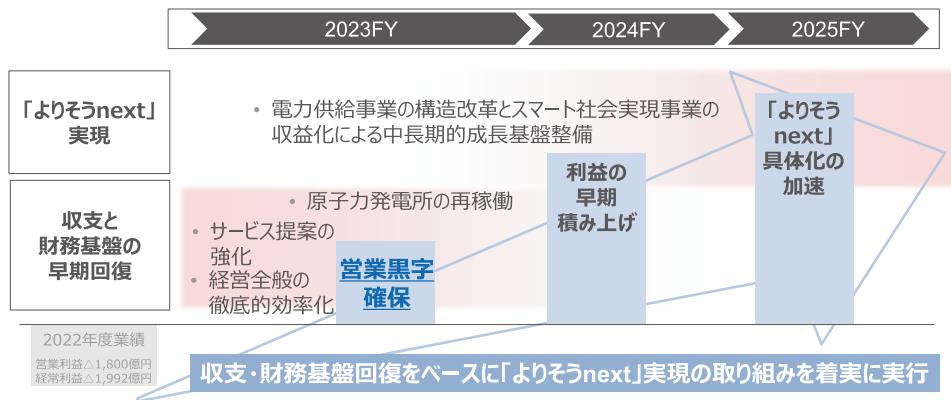 2023FY
2024FY
2025FY
「よりそうnext」
実現
・電力供給事業の構造改革とスマート社会実現事業の
収益化による中長期的成長基盤整備
「よりそう
next」
具体化の
加速
収支と
財務基盤の
早期回復
・原子力発電所の再稼働
・サービス提案の
強化
・経営全般の
徹底的効率化
営業黒字
確保
利益の
早期
積み上げ
2022年度業績
営業利益△1,800億円
経常利益△1,992億円
収支・財務基盤回復をベースに「よりそうnext」実現の取り組みを着実に実行